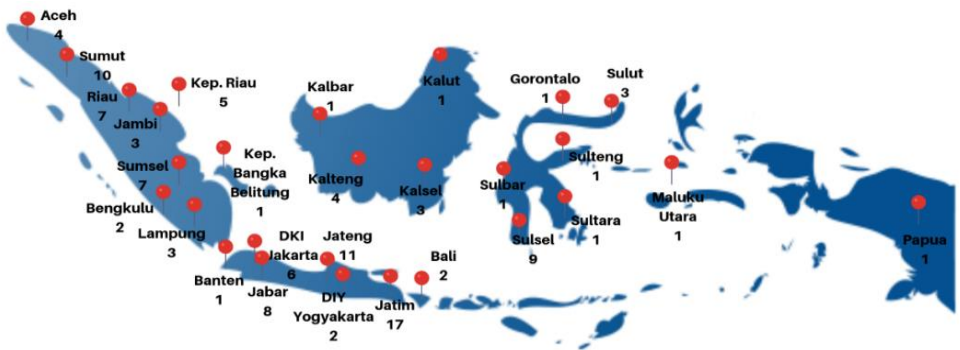 Aceh
4
Sumut
10
Riau
7
Kep. Riau
5
Jambi
3
Sumsel
7
Kep.
Bangka
Belitung
1
Bengkulu
2
Lampung
3
Banten
1
DKI
Jakarta
6
Jabar
8
Jateng
11
DIY
Yogyakarta
2
Jatim
17
Bali
2
Kalbar
1
Kalteng
4
Kalut
1
Kalsel
3
Gorontalo
1
Sulut
3
Sulteng
1
Sulbar
1
Sultara
1
Sulsel
9
Maluku
Utara
1
Papua
1